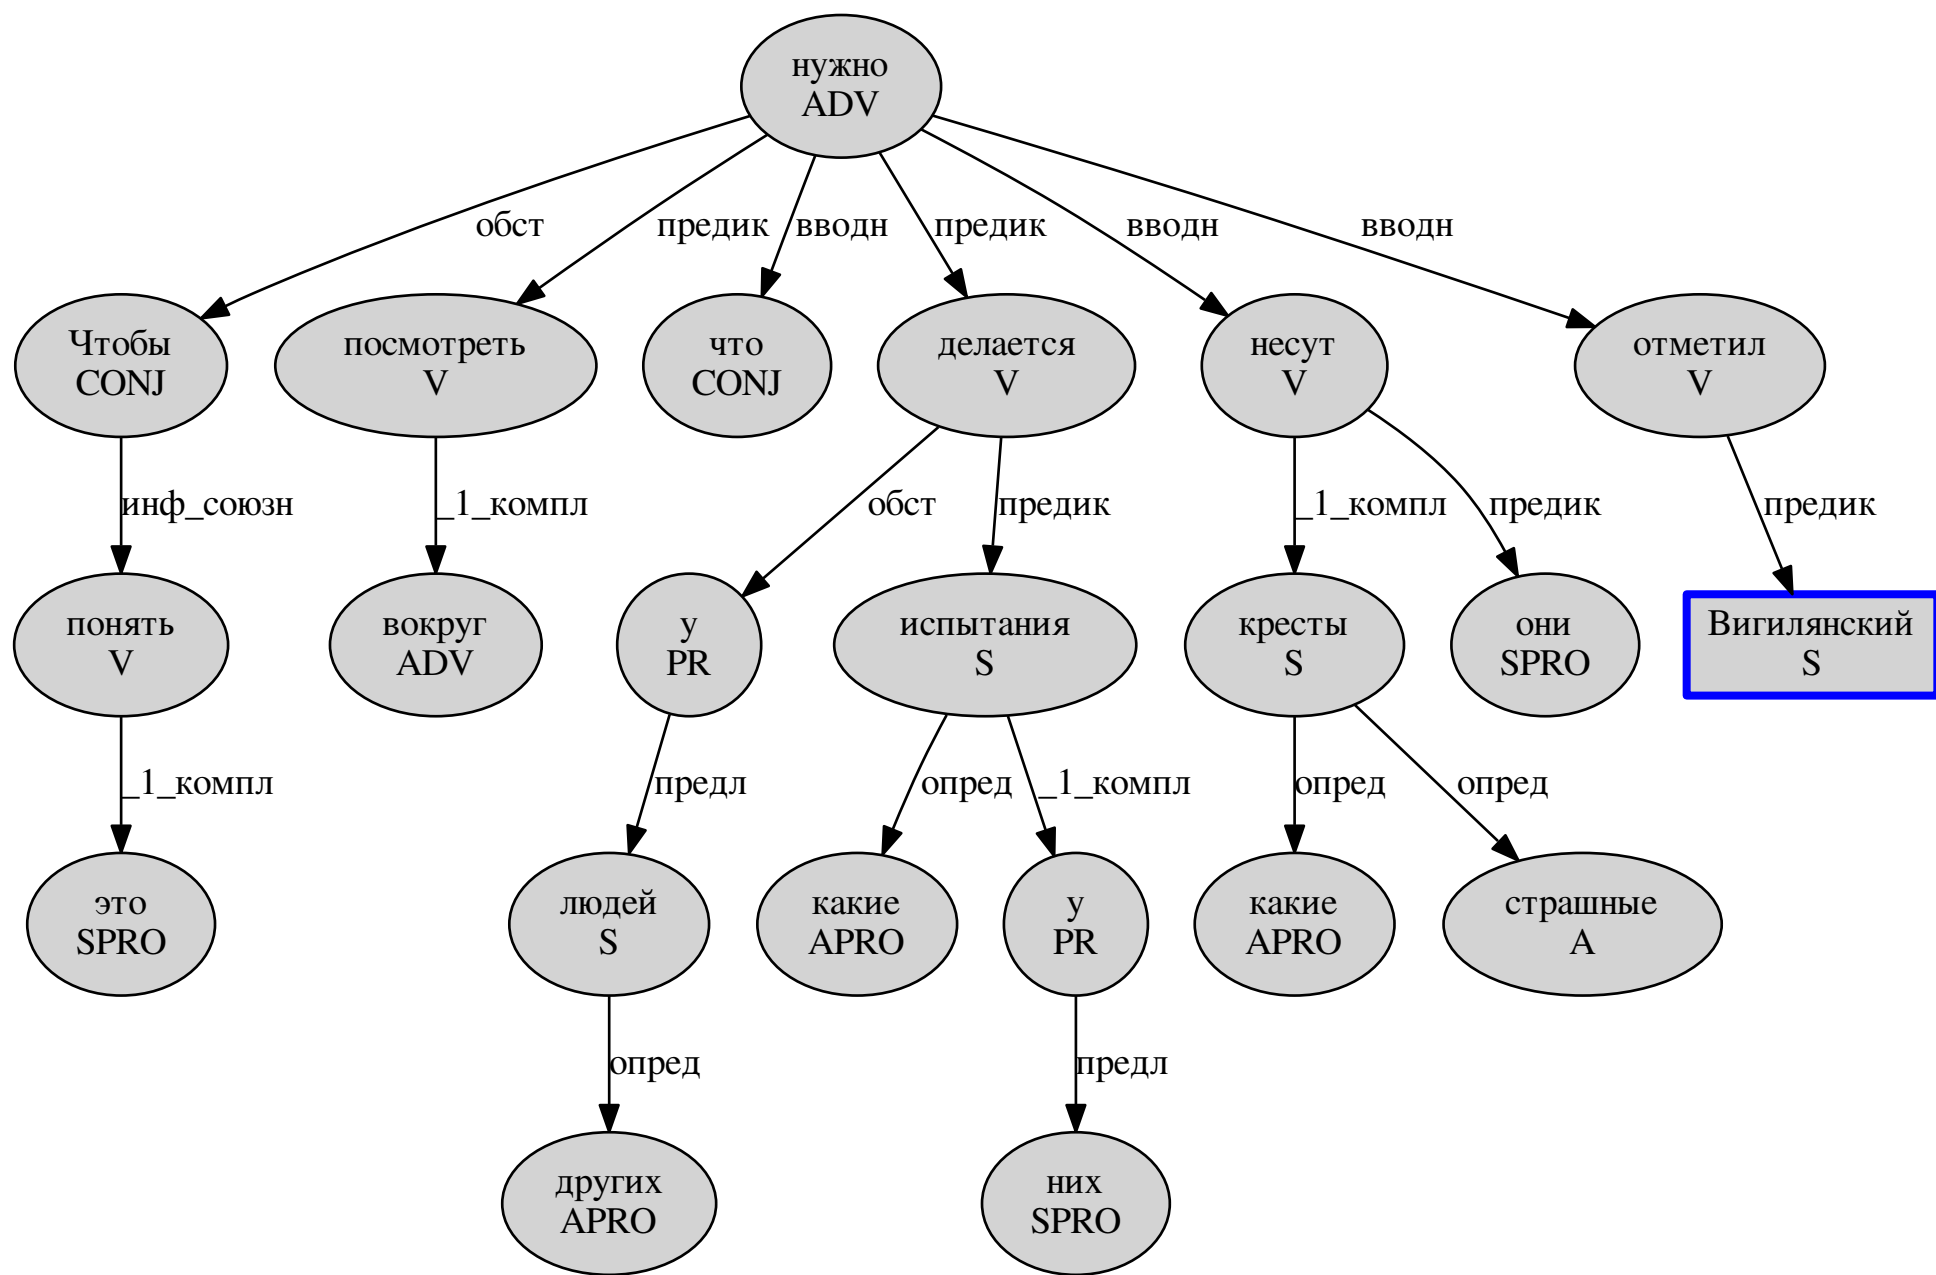 нужно
ADV
обст
предик
вводн
предик
вводн
вводн
Чтобы
CONJ
посмотреть
V
что
CONJ
делается
V
несут
V
отметил
V
инф_союзн
_1_компл
обст
предик
_1_компл
предик
предик
понять
V
вокруг
ADV
у
PR
испытания
S
кресты
S
они
SPRO
Вигилянский
S
_1_компл
предл
опред
_1_компл
опред
опред
это
SPRO
людей
S
какие
APRO
у
PR
какие
APRO
страшные
A
опред
предл
других
APRO
них
SPRO